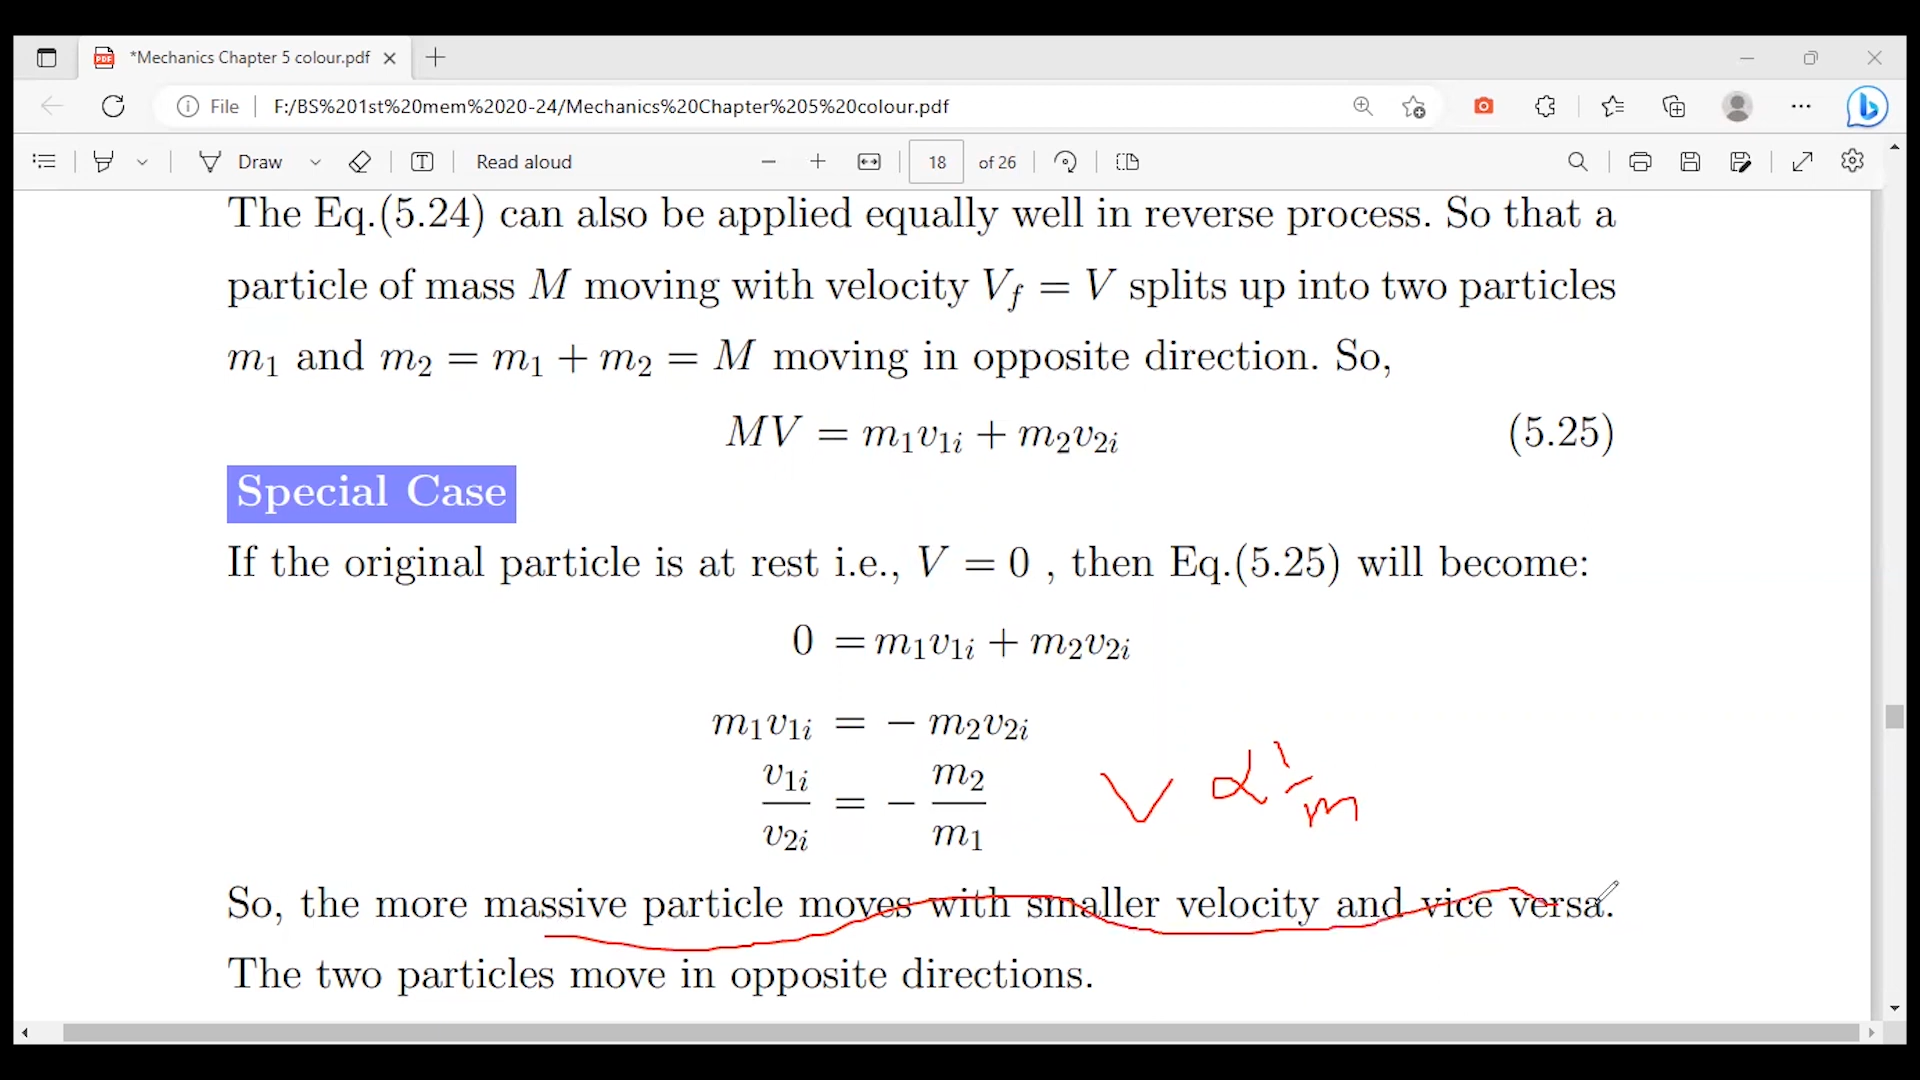 *Mechanics Chapter 5 colour.pdf
File F:/BS%201st%20mem%2020-24/Mechanics%20Chapter%205%20colour.pdf
Draw Read aloud 18 of 26
The Eq.(5.24) can also be applied equally well in reverse process. So that a
particle of mass M moving with velocity V_f = V splits up into two particles
m₁ and m₂ = m₁ + m₂ = M moving in opposite direction. So,
MV = m₁v₁ᵢ + m₂v₂ᵢ (5.25)
Special Case
If the original particle is at rest i.e., V = 0 , then Eq.(5.25) will become:
0 = m₁v₁ᵢ + m₂v₂ᵢ
m₁v₁ᵢ = − m₂v₂ᵢ
v₁ᵢ/v₂ᵢ = − m₂/m₁ V α 1/m
So, the more massive particle moves with smaller velocity and vice versa.
The two particles move in opposite directions.